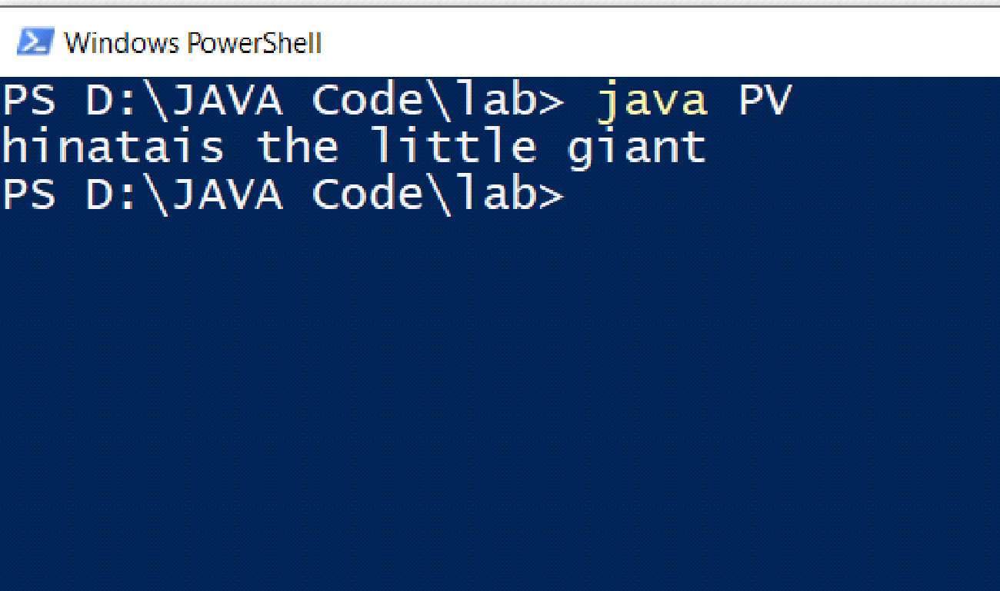 Windows PowerShell
PS D:\JAVA Code\lab> java PV
hinatais the little giant
PS D:\JAVA Code\lab>